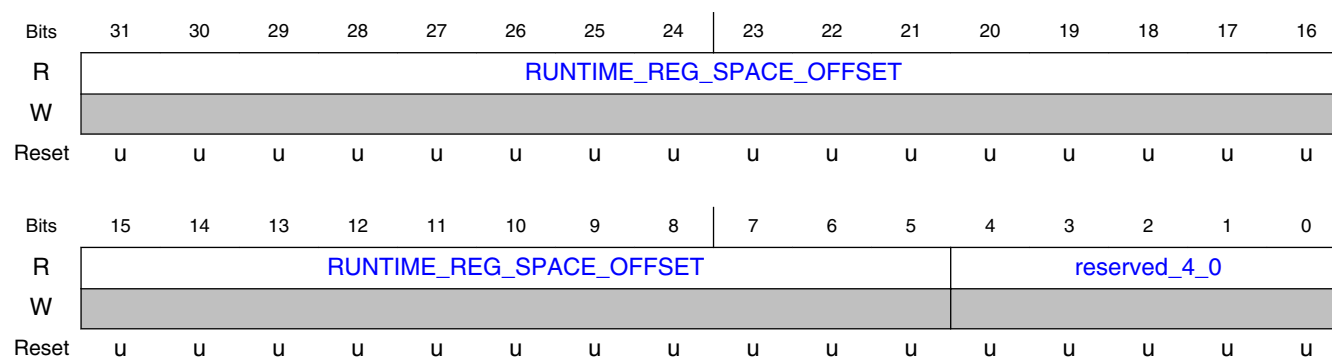 Bits 31 30 29 28 27 26 25 24 23 22 21 20 19 18 17 16
R RUNTIME_REG_SPACE_OFFSET
W
Reset u u u u u u u u u u u u u u u u
Bits 15 14 13 12 11 10 9 8 7 6 5 4 3 2 1 0
R RUNTIME_REG_SPACE_OFFSET reserved_4_0
W
Reset u u u u u u u u u u u u u u u u